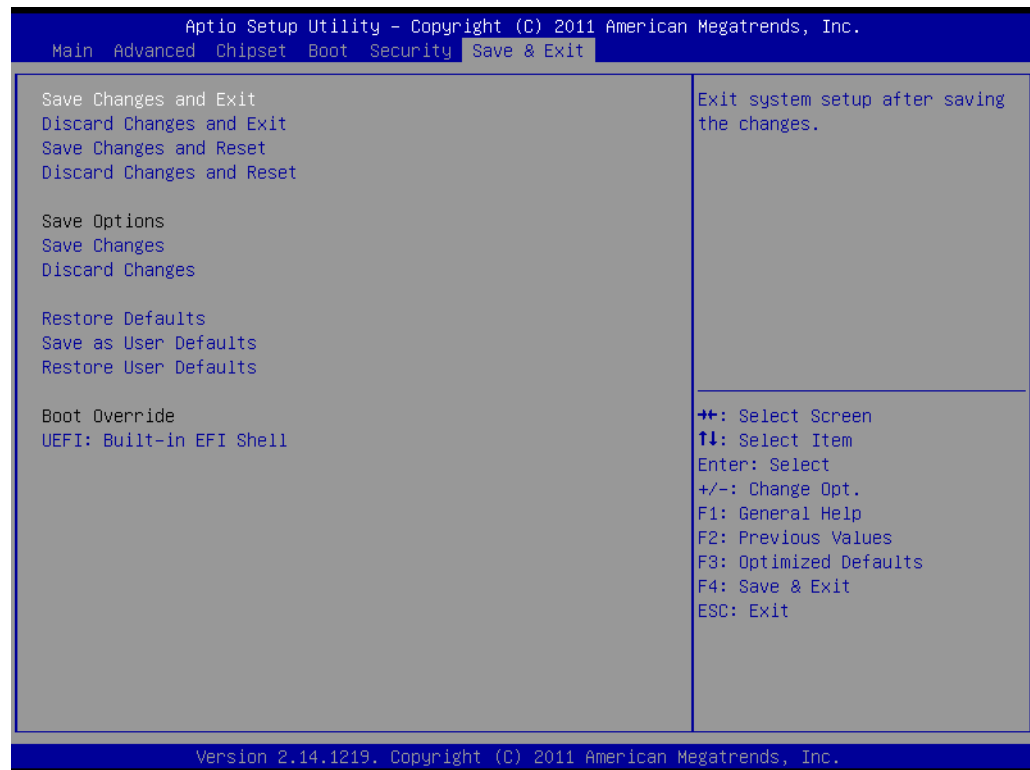 Aptio Setup Utility – Copyright (C) 2011 American Megatrends, Inc.
Main Advanced Chipset Boot Security Save & Exit
Save Changes and Exit
Discard Changes and Exit
Save Changes and Reset
Discard Changes and Reset
Save Options
Save Changes
Discard Changes
Restore Defaults
Save as User Defaults
Restore User Defaults
Boot Override
UEFI: Built-in EFI Shell
Exit system setup after saving
the changes.
→←: Select Screen
↑↓: Select Item
Enter: Select
+/-: Change Opt.
F1: General Help
F2: Previous Values
F3: Optimized Defaults
F4: Save & Exit
ESC: Exit
Version 2.14.1219. Copyright (C) 2011 American Megatrends, Inc.